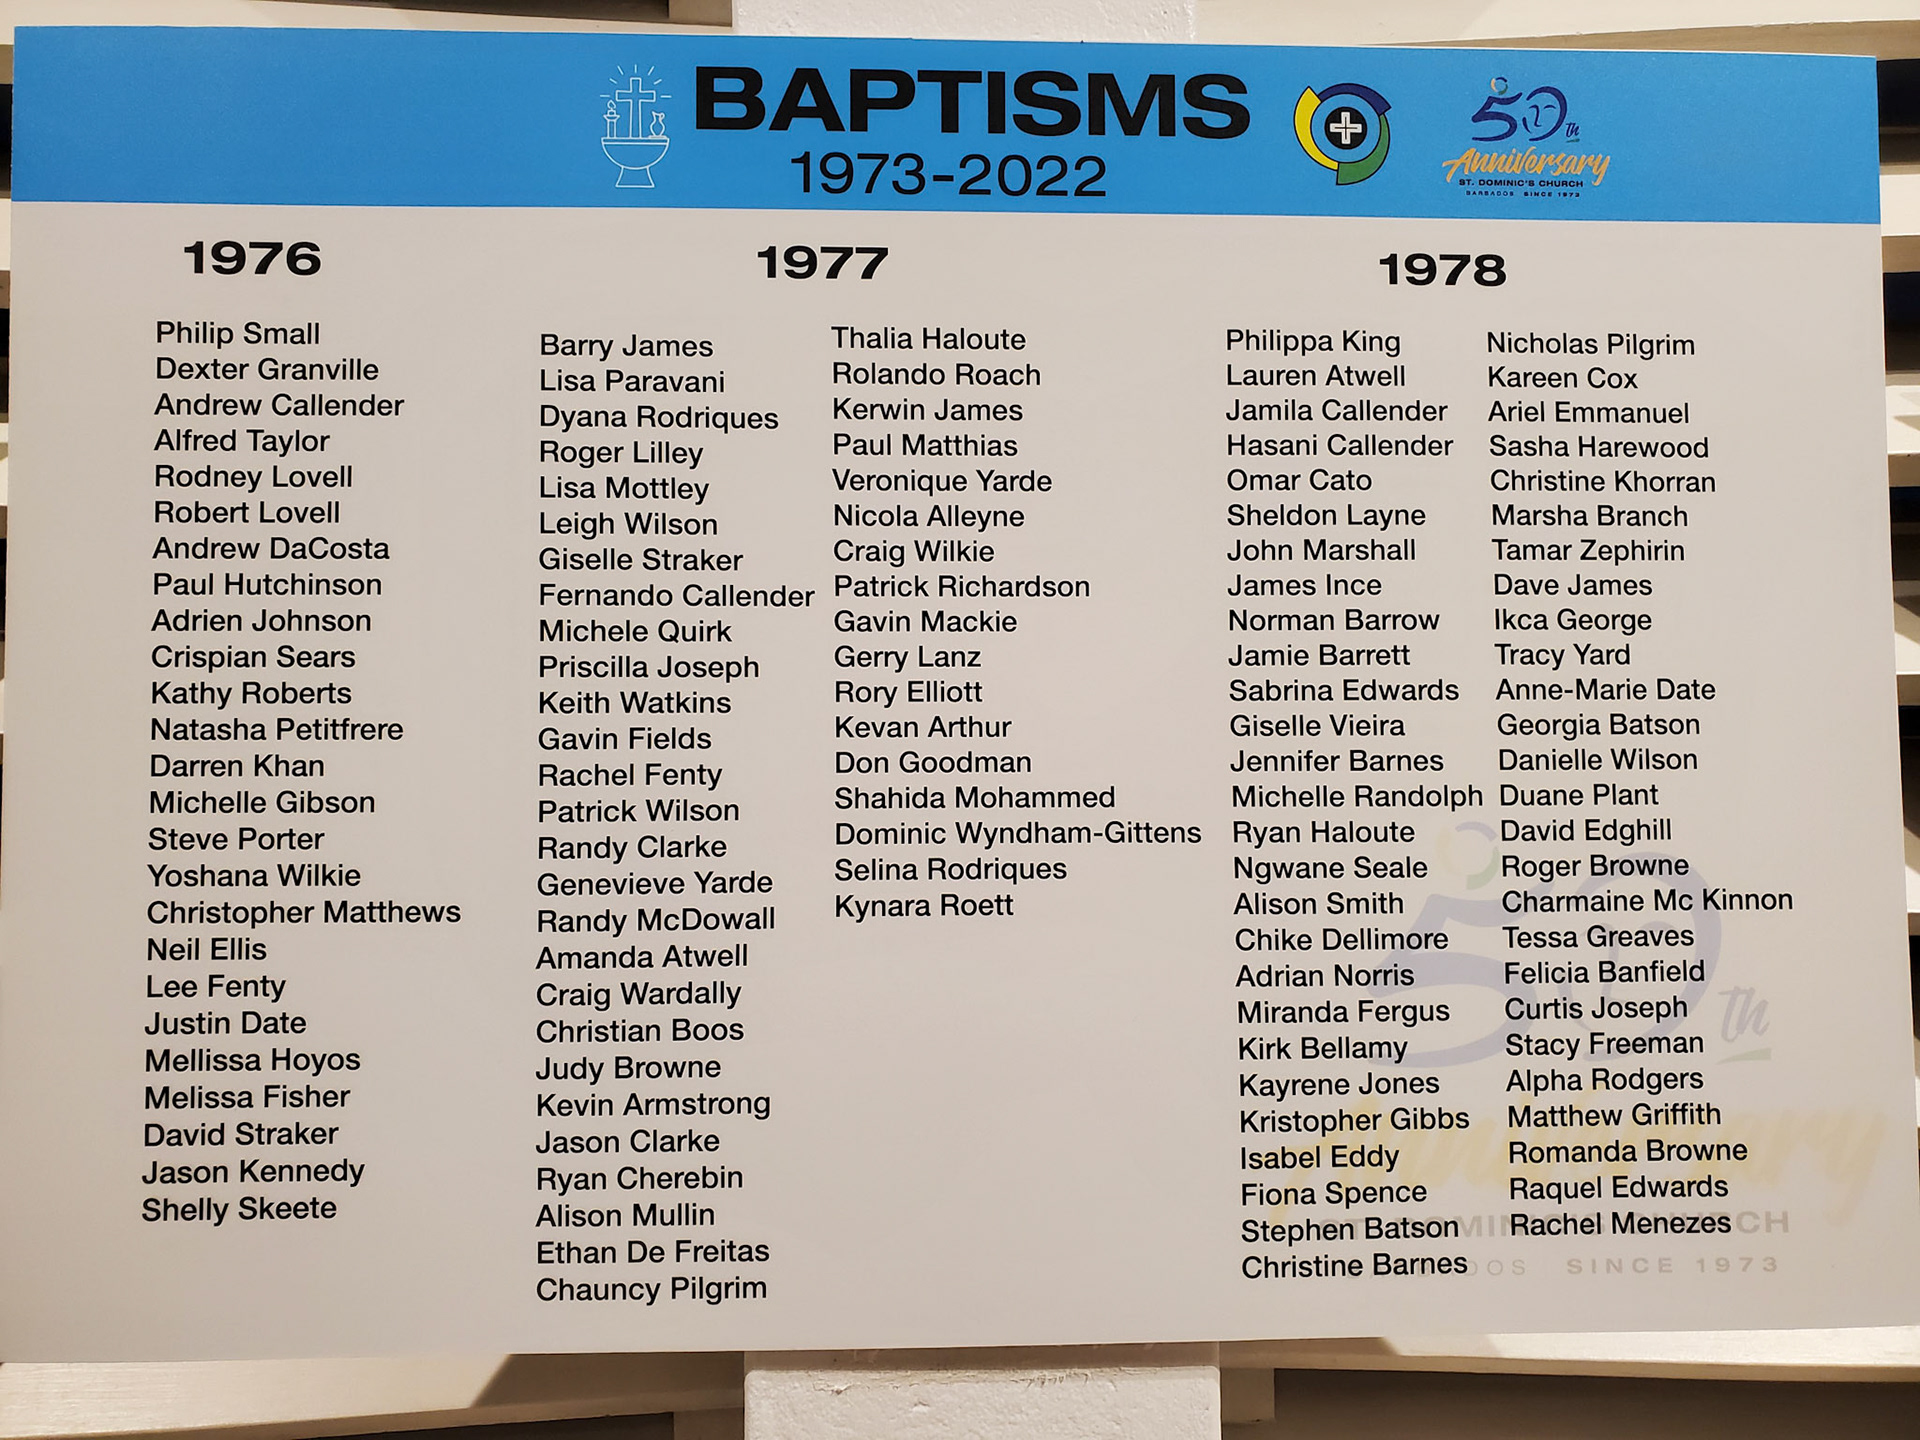 BAPTISMS
1973-2022
50th
Anniversary
ST. DOMINIC'S CHURCH
BARBADOS SINCE 1973
1976
Philip Small
Dexter Granville
Andrew Callender
Alfred Taylor
Rodney Lovell
Robert Lovell
Andrew DaCosta
Paul Hutchinson
Adrien Johnson
Crispian Sears
Kathy Roberts
Natasha Petitfrere
Darren Khan
Michelle Gibson
Steve Porter
Yoshana Wilkie
Christopher Matthews
Neil Ellis
Lee Fenty
Justin Date
Mellissa Hoyos
Melissa Fisher
David Straker
Jason Kennedy
Shelly Skeete
1977
Barry James
Lisa Paravani
Dyana Rodriques
Roger Lilley
Lisa Mottley
Leigh Wilson
Giselle Straker
Fernando Callender
Michele Quirk
Priscilla Joseph
Keith Watkins
Gavin Fields
Rachel Fenty
Patrick Wilson
Randy Clarke
Genevieve Yarde
Randy McDowall
Amanda Atwell
Craig Wardally
Christian Boos
Judy Browne
Kevin Armstrong
Jason Clarke
Ryan Cherebin
Alison Mullin
Ethan De Freitas
Chauncy Pilgrim
Thalia Haloute
Rolando Roach
Kerwin James
Paul Matthias
Veronique Yarde
Nicola Alleyne
Craig Wilkie
Patrick Richardson
Gavin Mackie
Gerry Lanz
Rory Elliott
Kevan Arthur
Don Goodman
Shahida Mohammed
Dominic Wyndham-Gittens
Selina Rodriques
Kynara Roett
1978
Philippa King
Lauren Atwell
Jamila Callender
Hasani Callender
Omar Cato
Sheldon Layne
John Marshall
James Ince
Norman Barrow
Jamie Barrett
Sabrina Edwards
Giselle Vieira
Jennifer Barnes
Michelle Randolph
Ryan Haloute
Ngwane Seale
Alison Smith
Chike Dellimore
Adrian Norris
Miranda Fergus
Kirk Bellamy
Kayrene Jones
Kristopher Gibbs
Isabel Eddy
Fiona Spence
Stephen Batson
Christine Barnes
Nicholas Pilgrim
Kareen Cox
Ariel Emmanuel
Sasha Harewood
Christine Khorran
Marsha Branch
Tamar Zephirin
Dave James
Ikca George
Tracy Yard
Anne-Marie Date
Georgia Batson
Danielle Wilson
Duane Plant
David Edghill
Roger Browne
Charmaine Mc Kinnon
Tessa Greaves
Felicia Banfield
Curtis Joseph
Stacy Freeman
Alpha Rodgers
Matthew Griffith
Romanda Browne
Raquel Edwards
Rachel Menezes
50th
Anniversary
ST. DOMINIC'S CHURCH
BARBADOS SINCE 1973